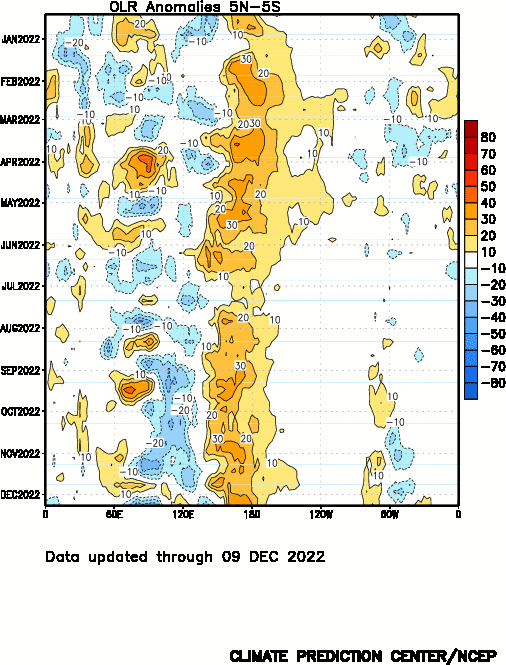 OLR Anomalies 5N-5S
JAN2022
FEB2022
MAR2022
APR2022
MAY2022
JUN2022
JUL2022
AUG2022
SEP2022
OCT2022
NOV2022
DEC2022
0 60E 120E 180 120W 60W 0
80
70
60
50
40
30
20
10
-10
-20
-30
-40
-50
-60
-70
-80
Data updated through 09 DEC 2022
CLIMATE PREDICTION CENTER/NCEP